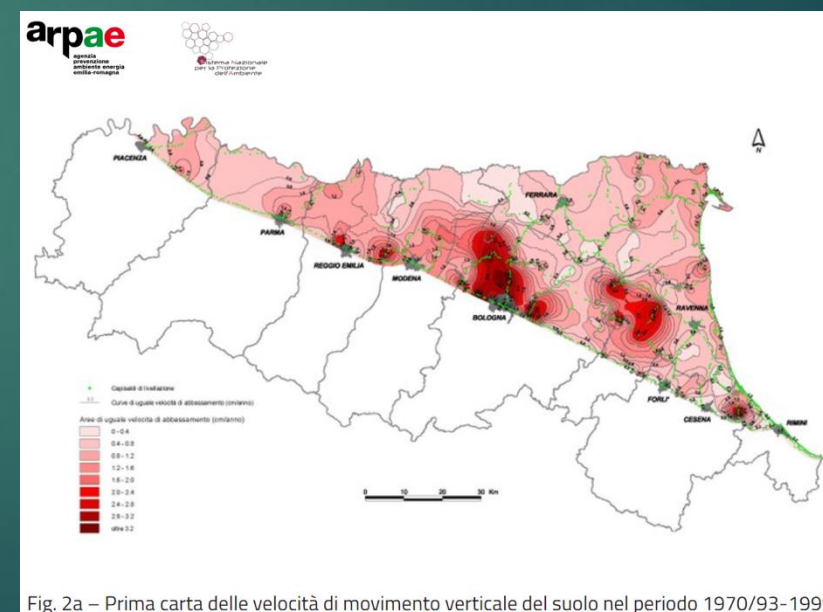 arpae
agenzia
prevenzione
ambiente energia
emilia-romagna
Sistema Nazionale
per la Protezione
dell'Ambiente
N
PIACENZA
PARMA
REGGIO EMILIA
MODENA
FERRARA
BOLOGNA
RAVENNA
FORLI'
CESENA
RIMINI
Capisaldi di livellazione
Curve di uguale velocità di abbassamento (cm/anno)
Aree di uguale velocita di abbassamento (cm/anno)
0-0.4
0.4-0.8
0.8-1.2
1.2-1.6
1.6-2.0
2.0-2.4
2.4-2.8
2.8-3.2
oltre 3.2
0 10 20 30 Km
Fig. 2a – Prima carta delle velocità di movimento verticale del suolo nel periodo 1970/93-199